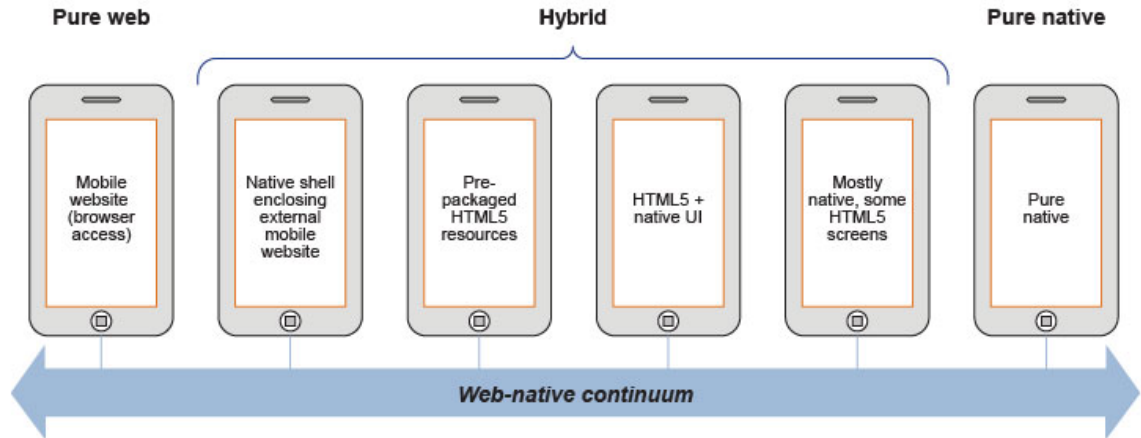 Pure web
Hybrid
Pure native
Mobile
website
(browser
access)
Native shell
enclosing
external
mobile
website
Pre-
packaged
HTML5
resources
HTML5 +
native UI
Mostly
native, some
HTML5
screens
Pure
native
Web-native continuum